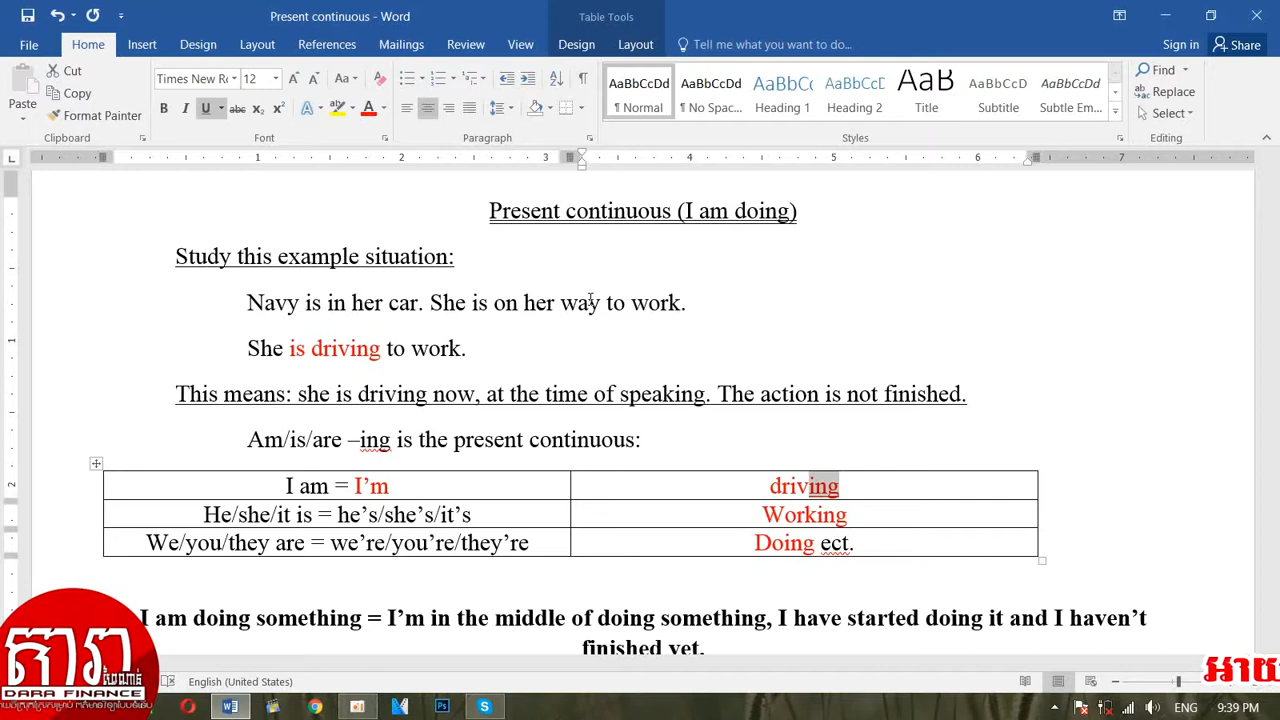 Present continuous - Word
Table Tools
File Home Insert Design Layout References Mailings Review View Design Layout Tell me what you want to do... Sign in Share
Paste
Cut
Copy
Format Painter
Times New R 12
AaBbCcDd AaBbCcDd AaBbCc AaBbCcC AaB AaBbCcD AaBbCcDd
¶ Normal ¶ No Spac... Heading 1 Heading 2 Title Subtitle Subtle Em...
Find
Replace
Select
Clipboard Font Paragraph Styles Editing
1 2 3 4 5 6 7
Present continuous (I am doing)
Study this example situation:
Navy is in her car. She is on her way to work.
She is driving to work.
This means: she is driving now, at the time of speaking. The action is not finished.
Am/is/are –ing is the present continuous:
I am = I’m driving
He/she/it is = he’s/she’s/it’s Working
We/you/they are = we’re/you’re/they’re Doing ect.
I am doing something = I’m in the middle of doing something, I have started doing it and I haven’t
finished yet.
DARA FINANCE
English (United States)
9:39 PM